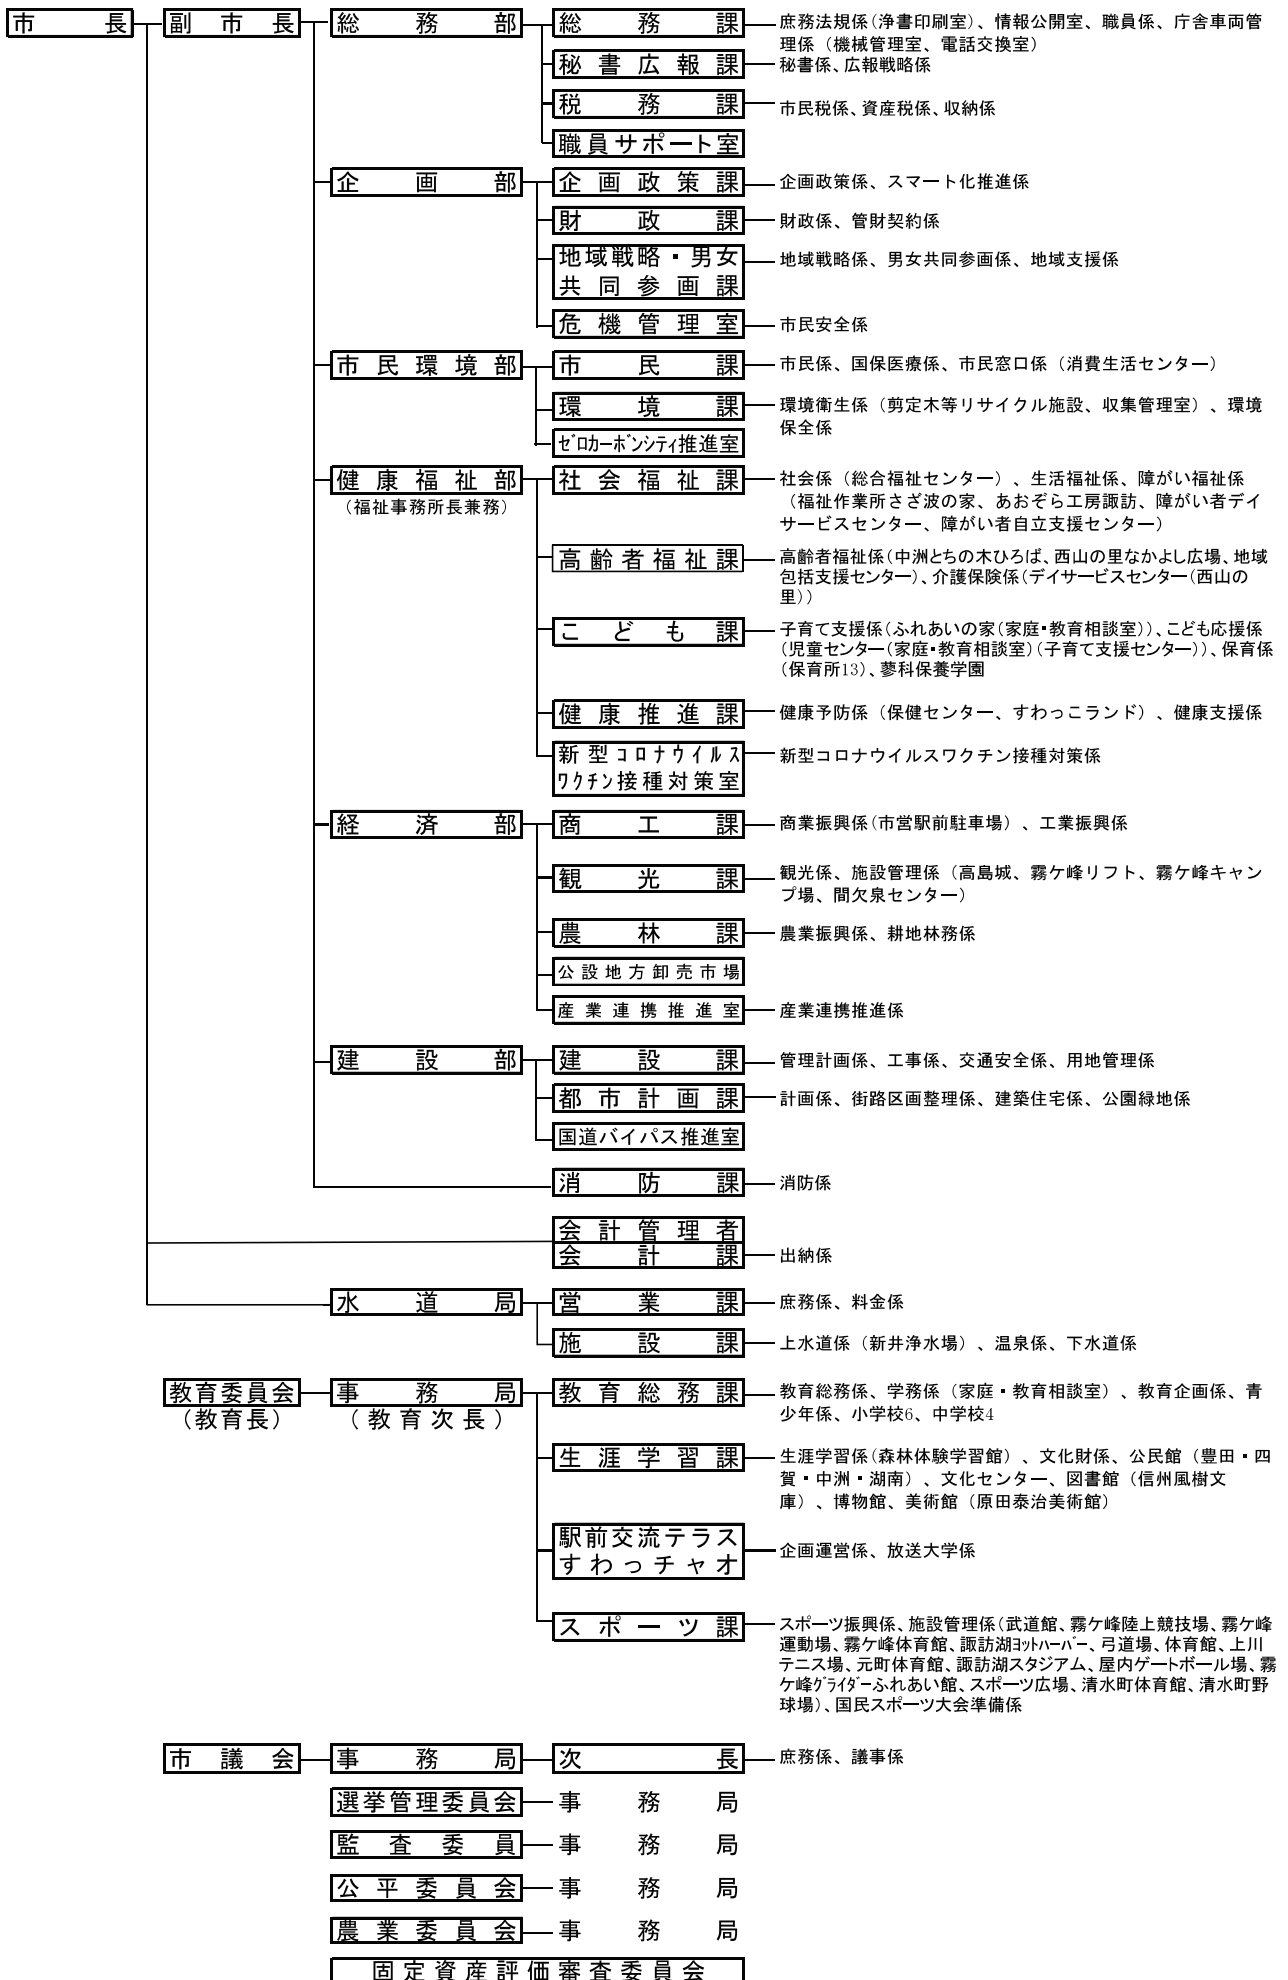 市長 副市長 総務部 総務課 庶務法規係(浄書印刷室)、情報公開室、職員係、庁舎車両管
理係（機械管理室、電話交換室）
秘書広報課 秘書係、広報戦略係
税務課 市民税係、資産税係、収納係
職員サポート室
企画部 企画政策課 企画政策係、スマート化推進係
財政課 財政係、管財契約係
地域戦略・男女
共同参画課 地域戦略係、男女共同参画係、地域支援係
危機管理室 市民安全係
市民環境部 市民課 市民係、国保医療係、市民窓口係（消費生活センター）
環境課 環境衛生係（剪定木等リサイクル施設、収集管理室）、環境
保全係
ｾﾞﾛｶｰﾎﾞﾝｼﾃｨ推進室
健康福祉部 社会福祉課 社会係（総合福祉センター）、生活福祉係、障がい福祉係
（福祉事務所長兼務） （福祉作業所さざ波の家、あおぞら工房諏訪、障がい者デイ
サービスセンター、障がい者自立支援センター）
高齢者福祉課 高齢者福祉係(中洲とちの木ひろば、西山の里なかよし広場、地域
包括支援センター)、介護保険係(デイサービスセンター(西山の
里))
こども課 子育て支援係(ふれあいの家(家庭・教育相談室))、こども応援係
(児童センター(家庭・教育相談室)(子育て支援センター))、保育係
(保育所13)、蓼科保養学園
健康推進課 健康予防係（保健センター、すわっこランド）、健康支援係
新型ｺﾛﾅｳｲﾙｽ
ﾜｸﾁﾝ接種対策室 新型コロナウイルスワクチン接種対策係
経済部 商工課 商業振興係(市営駅前駐車場）、工業振興係
観光課 観光係、施設管理係（高島城、霧ケ峰リフト、霧ケ峰キャン
プ場、間欠泉センター）
農林課 農業振興係、耕地林務係
公設地方卸売市場
産業連携推進室 産業連携推進係
建設部 建設課 管理計画係、工事係、交通安全係、用地管理係
都市計画課 計画係、街路区画整理係、建築住宅係、公園緑地係
国道バイパス推進室
消防課 消防係
会計管理者
会計課 出納係
水道局 営業課 庶務係、料金係
施設課 上水道係（新井浄水場）、温泉係、下水道係
教育委員会 事務局 教育総務課 教育総務係、学務係（家庭・教育相談室）、教育企画係、青
（教育長） （教育次長） 少年係、小学校6、中学校4
生涯学習課 生涯学習係(森林体験学習館）、文化財係、公民館（豊田・四
賀・中洲・湖南）、文化センター、図書館（信州風樹文
庫）、博物館、美術館（原田泰治美術館）
駅前交流テラス
すわっチャオ 企画運営係、放送大学係
スポーツ課 スポーツ振興係、施設管理係(武道館、霧ケ峰陸上競技場、霧ケ峰
運動場、霧ケ峰体育館、諏訪湖ﾖｯﾄﾊｰﾊﾞｰ、弓道場、体育館、上川
テニス場、元町体育館、諏訪湖スタジアム、屋内ゲートボール場、霧
ケ峰ｸﾞﾗｲﾀﾞｰふれあい館、スポーツ広場、清水町体育館、清水町野
球場)、国民スポーツ大会準備係
市議会 事務局 次長 庶務係、議事係
選挙管理委員会 事務局
監査委員 事務局
公平委員会 事務局
農業委員会 事務局
固定資産評価審査委員会